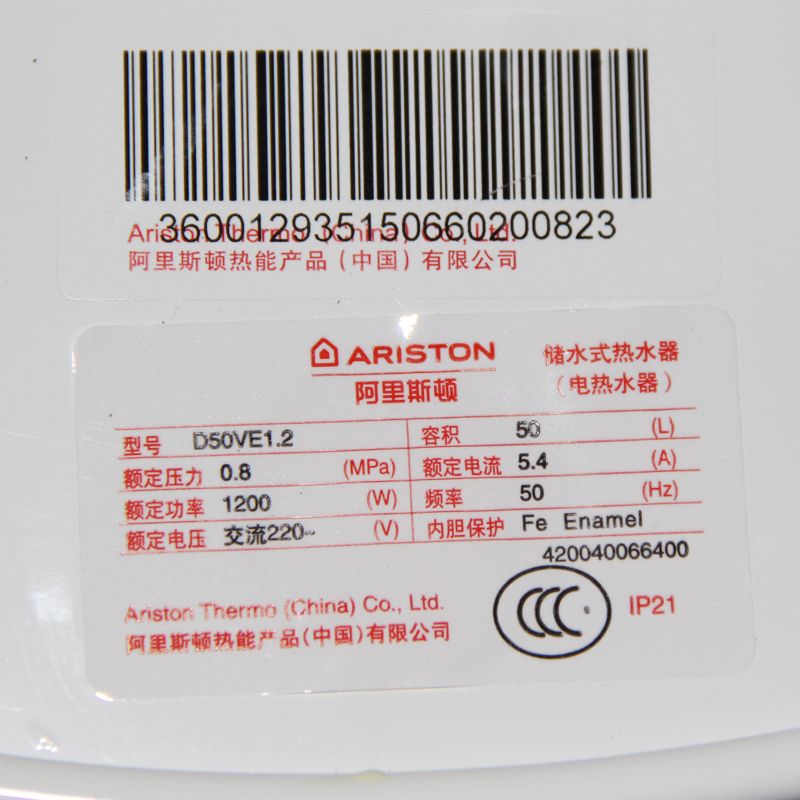 360012935150660200823
Ariston Thermo (China) Co., Ltd.
阿里斯顿热能产品（中国）有限公司
ARISTON
阿里斯顿
储水式热水器
（电热水器）
型号 D50VE1.2 容积 50 (L)
额定压力 0.8 (MPa) 额定电流 5.4 (A)
额定功率 1200 (W) 频率 50 (Hz)
额定电压 交流220~ (V) 内胆保护 Fe Enamel
420040066400
Ariston Thermo (China) Co., Ltd.
阿里斯顿热能产品(中国)有限公司
CCC S
IP21